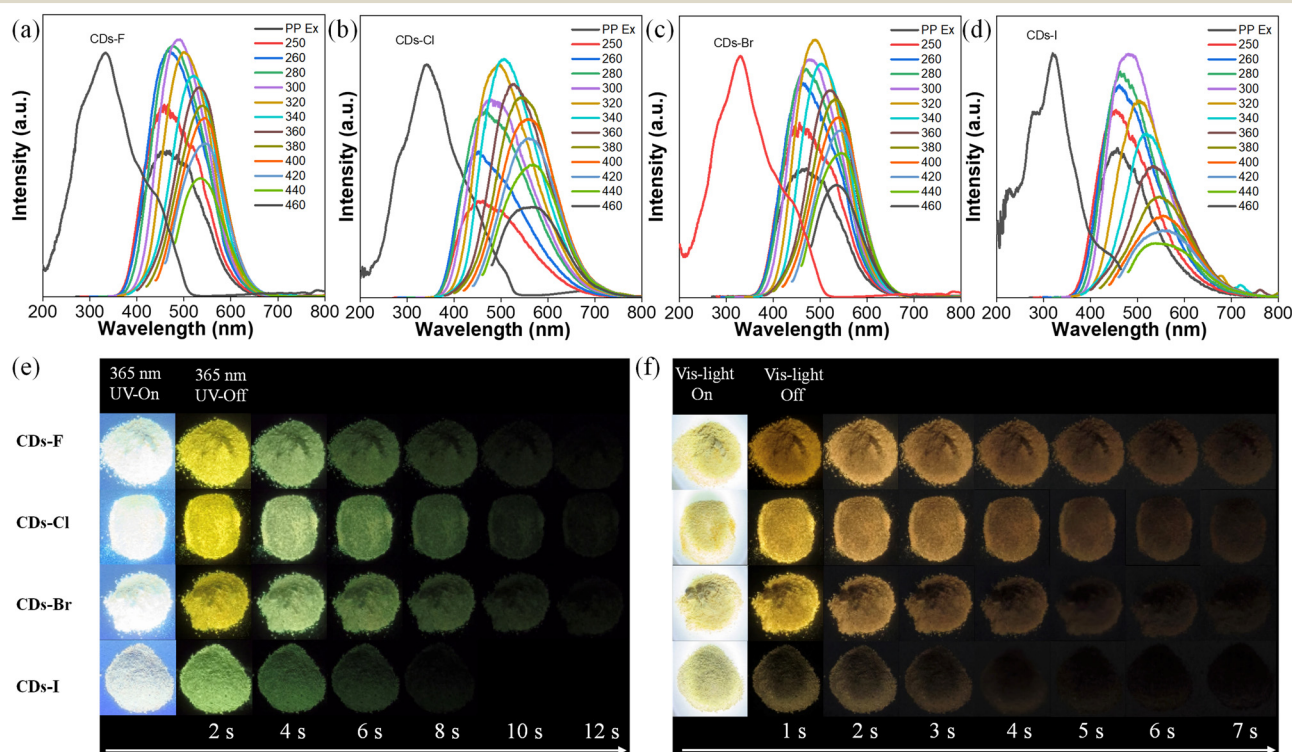 (a)
CDs-F
PP Ex
250
260
280
300
320
340
360
380
400
420
440
460
Intensity (a.u.)
200 300 400 500 600 700 800
Wavelength (nm)
(b)
CDs-Cl
PP Ex
250
260
280
300
320
340
360
380
400
420
440
460
Intensity (a.u.)
200 300 400 500 600 700 800
Wavelength (nm)
(c)
CDs-Br
PP Ex
250
260
280
300
320
340
360
380
400
420
440
460
Intensity (a.u.)
200 300 400 500 600 700 800
Wavelength (nm)
(d)
CDs-I
PP Ex
250
260
280
300
320
340
360
380
400
420
440
460
Intensity (a.u.)
200 300 400 500 600 700 800
Wavelength (nm)
(e)
365 nm 365 nm
UV-On UV-Off
CDs-F
CDs-Cl
CDs-Br
CDs-I
2 s 4 s 6 s 8 s 10 s 12 s
(f)
Vis-light Vis-light
On Off
1 s 2 s 3 s 4 s 5 s 6 s 7 s